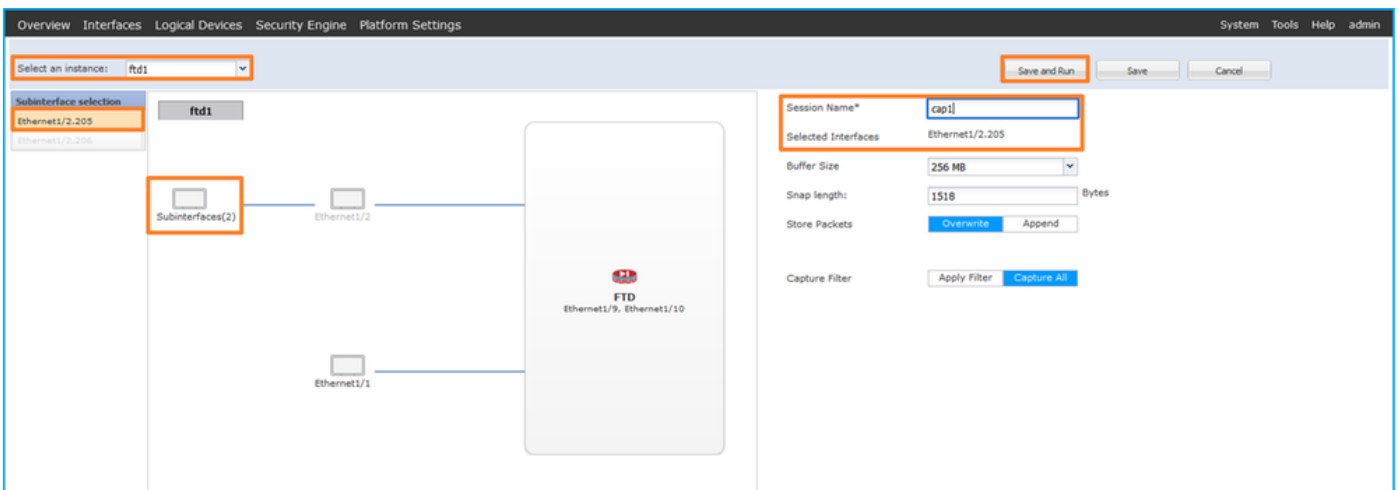 Overview Interfaces Logical Devices Security Engine Platform Settings System Tools Help admin
Select an instance: ftd1 Save and Run Save Cancel
Subinterface selection
Ethernet1/2.205
Ethernet1/2.206
ftd1
Subinterfaces(2)
Ethernet1/2
FTD
Ethernet1/9, Ethernet1/10
Ethernet1/1
Session Name* cap1
Selected Interfaces Ethernet1/2.205
Buffer Size 256 MB
Snap length: 1518 Bytes
Store Packets Overwrite Append
Capture Filter Apply Filter Capture All